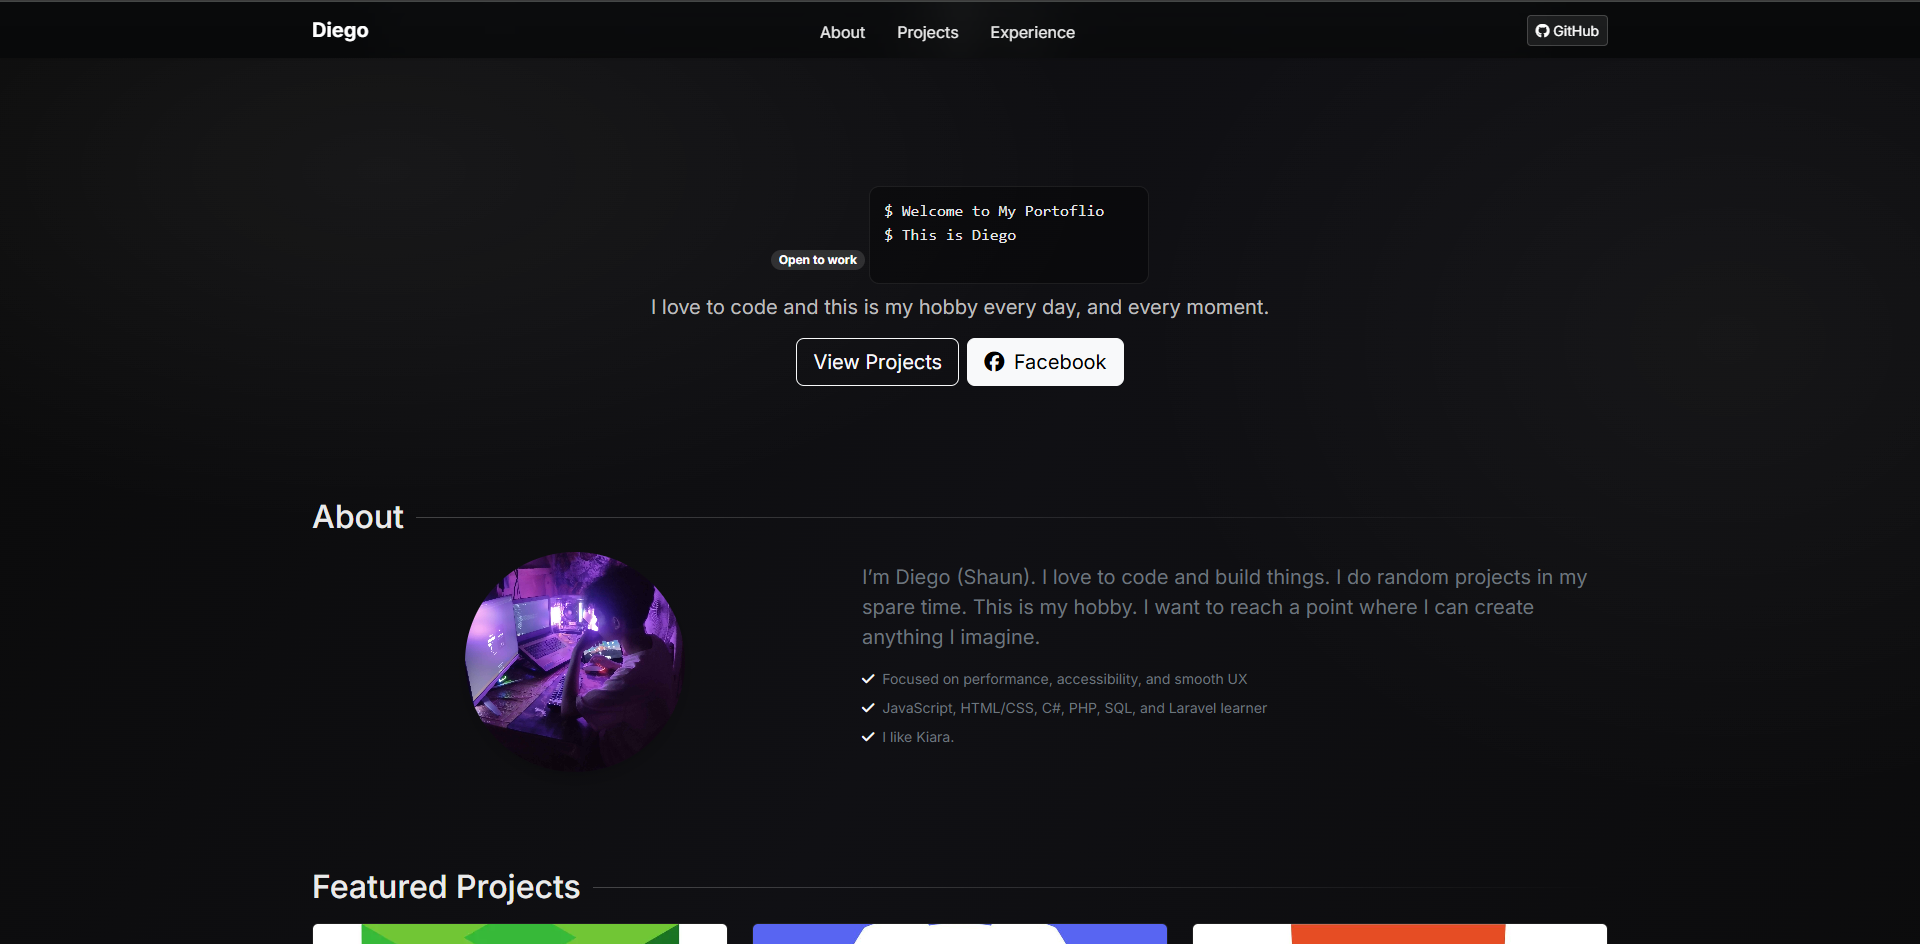 Diego
About
Projects
Experience
GitHub
$ Welcome to My Portoflio
$ This is Diego
Open to work
I love to code and this is my hobby every day, and every moment.
View Projects
Facebook
About
I’m Diego (Shaun). I love to code and build things. I do random projects in my
spare time. This is my hobby. I want to reach a point where I can create
anything I imagine.
Focused on performance, accessibility, and smooth UX
JavaScript, HTML/CSS, C#, PHP, SQL, and Laravel learner
I like Kiara.
Featured Projects